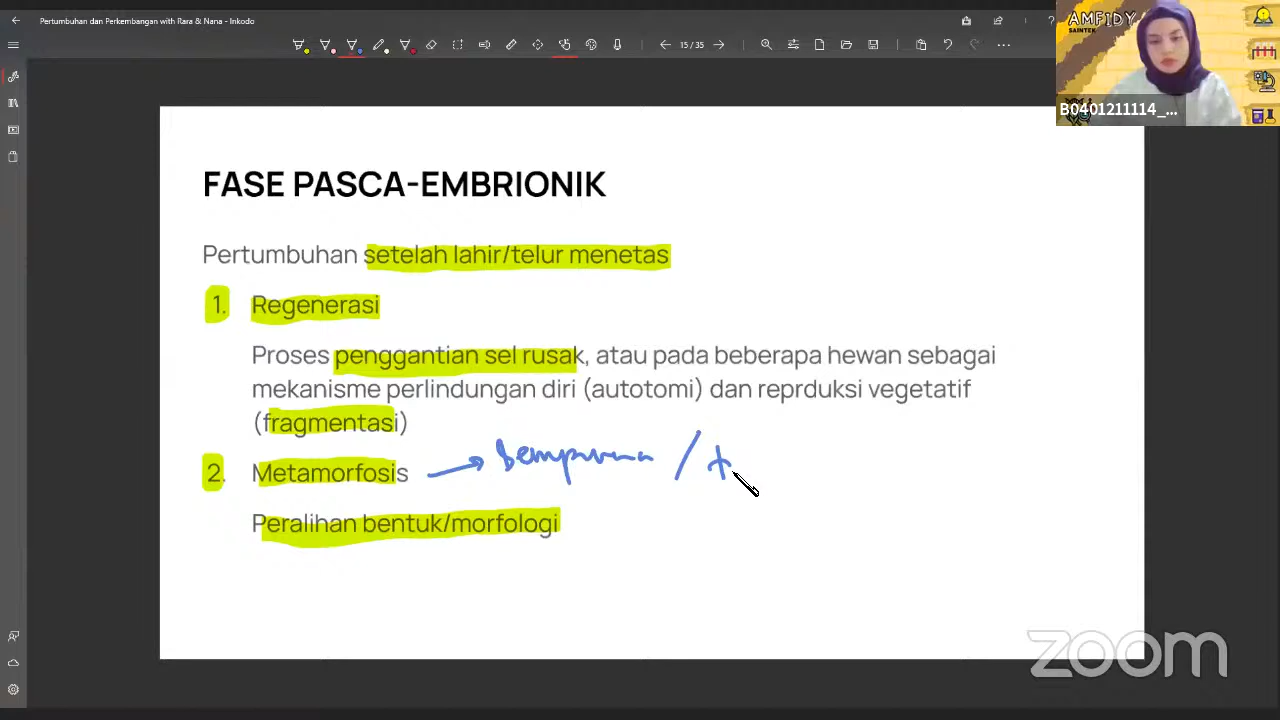 Pertumbuhan dan Perkembangan with Rara & Nana - Inkodo
15/35
AMFIDY
SAINTEK
B0401211114_...
FASE PASCA-EMBRIONIK
Pertumbuhan setelah lahir/telur menetas
1. Regenerasi
Proses penggantian sel rusak, atau pada beberapa hewan sebagai
mekanisme perlindungan diri (autotomi) dan reprduksi vegetatif
(fragmentasi)
2. Metamorfosis → Sempurna / t
Peralihan bentuk/morfologi
zoom